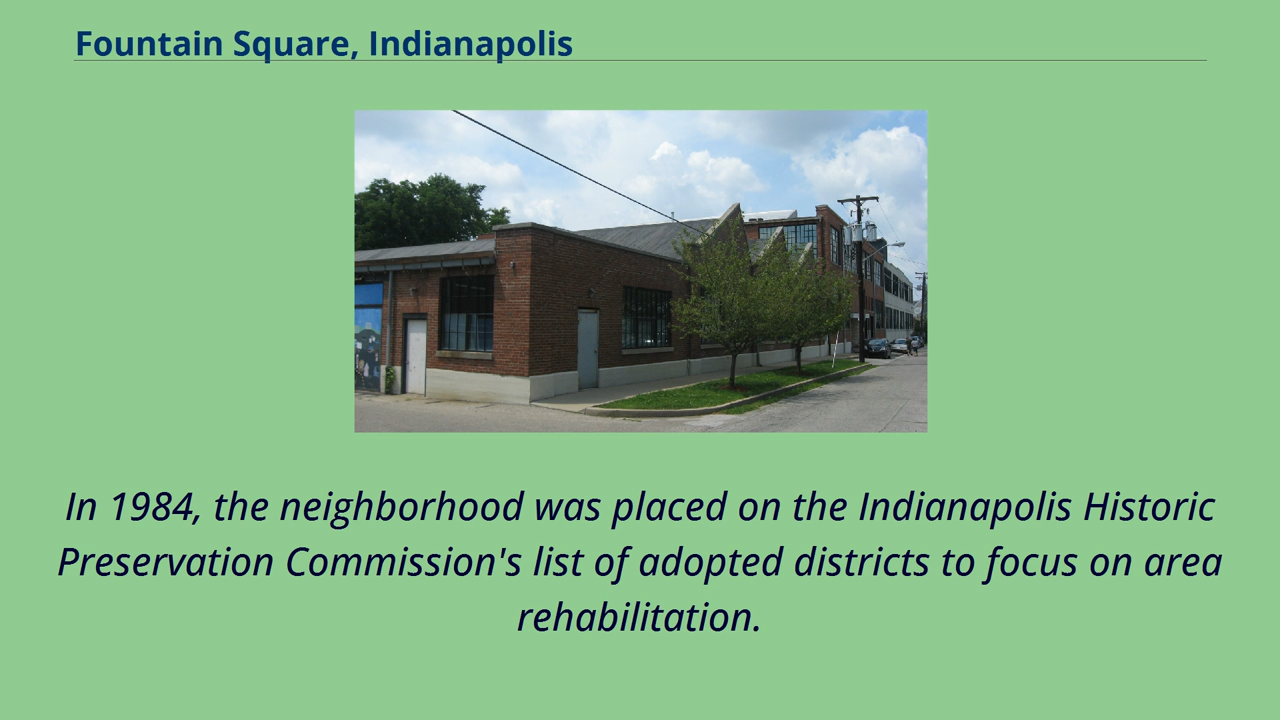 Fountain Square, Indianapolis
In 1984, the neighborhood was placed on the Indianapolis Historic
Preservation Commission's list of adopted districts to focus on area
rehabilitation.